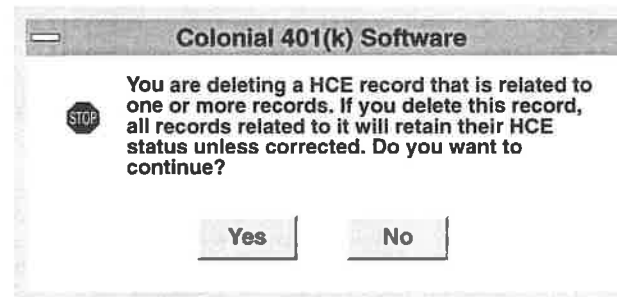 Colonial 401(k) Software
You are deleting a HCE record that is related to
one or more records. If you delete this record,
STOP
all records related to it will retain their HCE
status unless corrected. Do you want to
continue?
Yes No